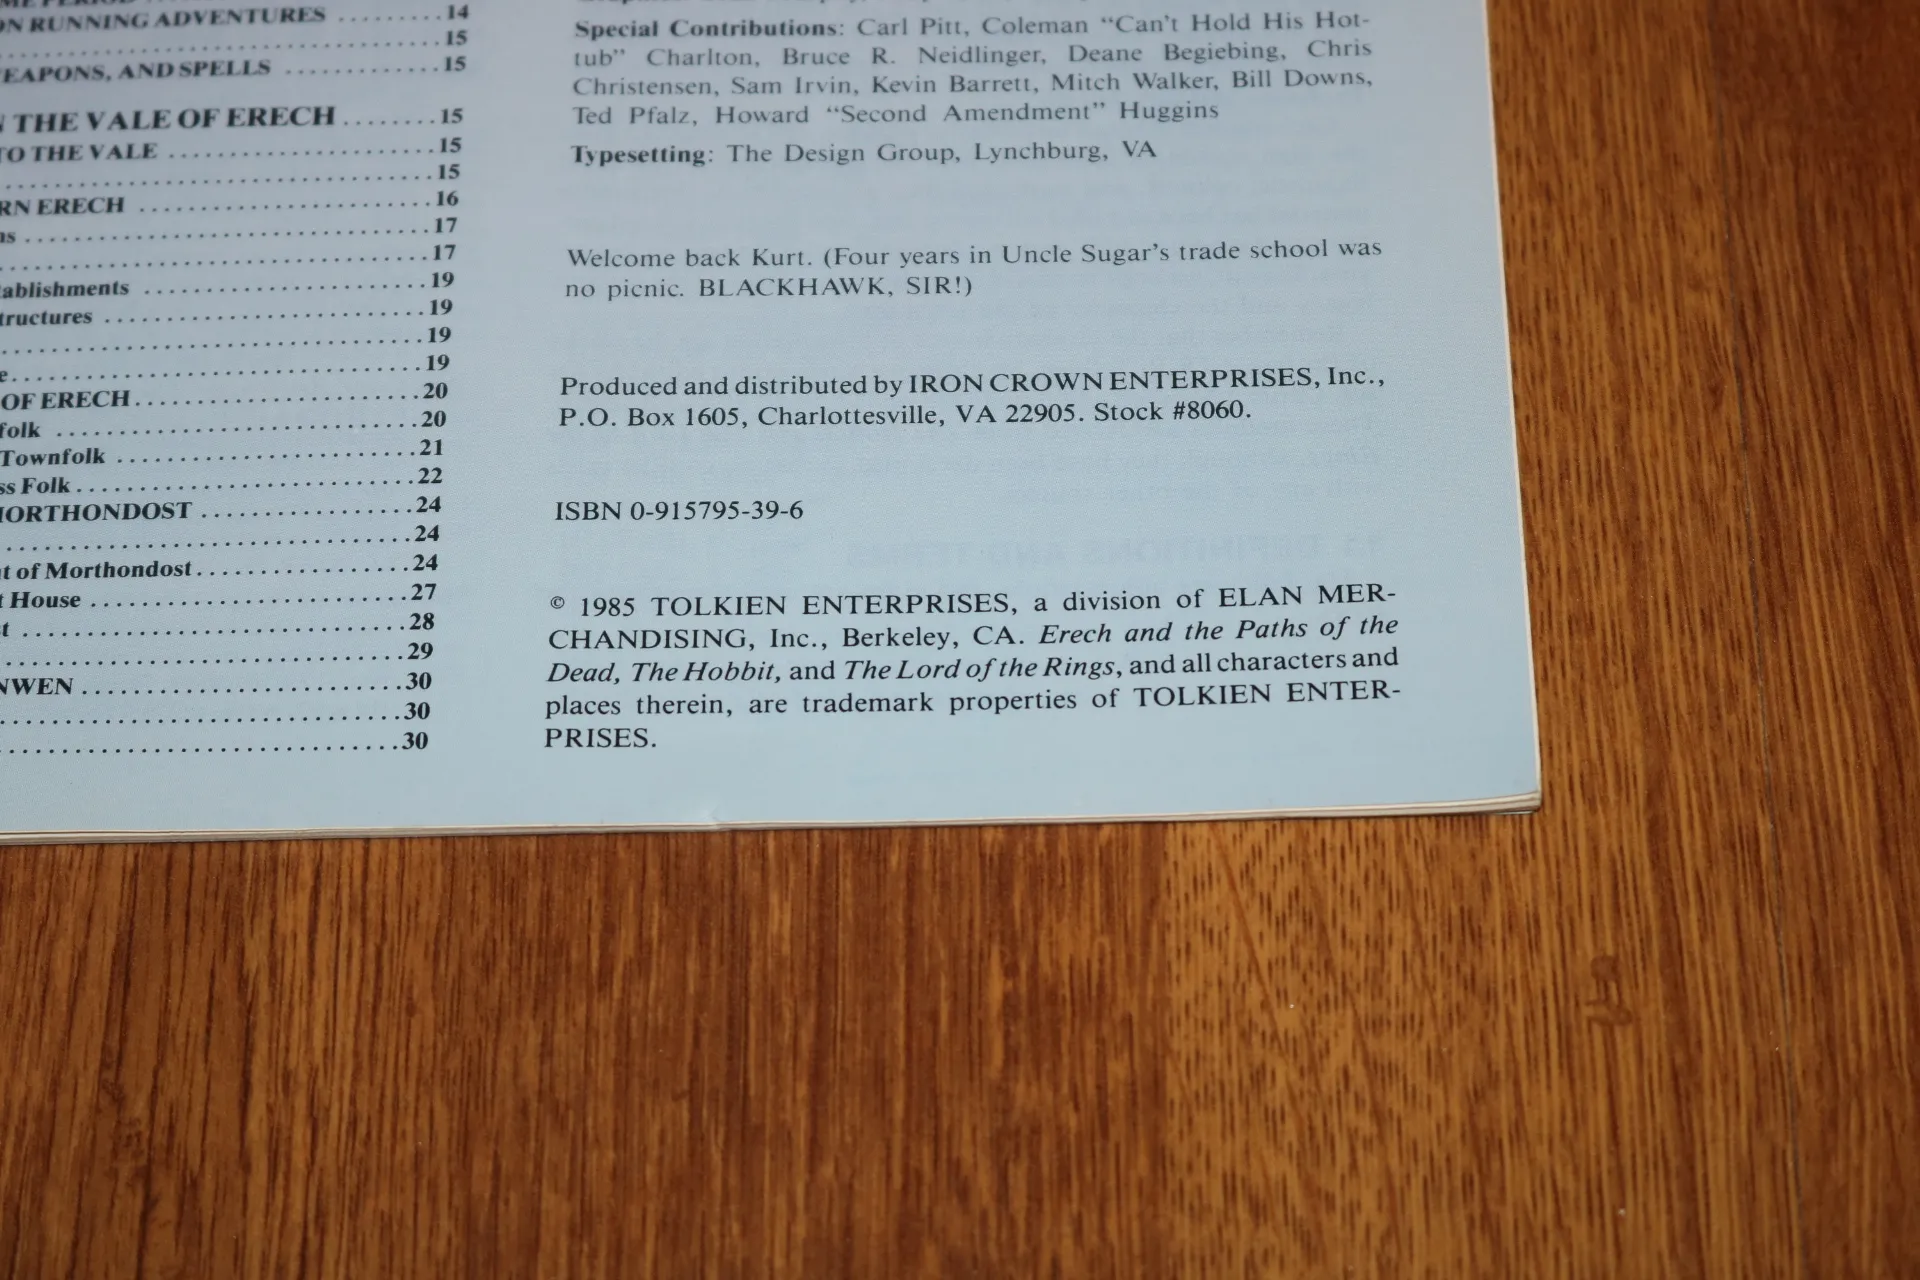 ON RUNNING ADVENTURES ......... 14
................................... 15
WEAPONS, AND SPELLS ............ 15
THE VALE OF ERECH ........ 15
TO THE VALE ...................... 15
................................... 15
RN ERECH ........................ 16
ns ................................. 17
................................... 17
ablishments ....................... 19
tructures .......................... 19
................................... 19
e .................................. 19
OF ERECH ....................... 20
folk .............................. 20
Townfolk ........................ 21
ss Folk ............................ 22
MORTHONDOST ................. 24
................................... 24
t of Morthondost ................. 24
t House .......................... 27
t ............................... 28
................................... 29
NWEN .......................... 30
................................... 30
................................... 30
Special Contributions: Carl Pitt, Coleman “Can't Hold His Hot-
tub” Charlton, Bruce R. Neidlinger, Deane Begiebing, Chris
Christensen, Sam Irvin, Kevin Barrett, Mitch Walker, Bill Downs,
Ted Pfalz, Howard “Second Amendment” Huggins
Typesetting: The Design Group, Lynchburg, VA
Welcome back Kurt. (Four years in Uncle Sugar's trade school was
no picnic. BLACKHAWK, SIR!)
Produced and distributed by IRON CROWN ENTERPRISES, Inc.,
P.O. Box 1605, Charlottesville, VA 22905. Stock #8060.
ISBN 0-915795-39-6
© 1985 TOLKIEN ENTERPRISES, a division of ELAN MER-
CHANDISING, Inc., Berkeley, CA. Erech and the Paths of the
Dead, The Hobbit, and The Lord of the Rings, and all characters and
places therein, are trademark properties of TOLKIEN ENTER-
PRISES.